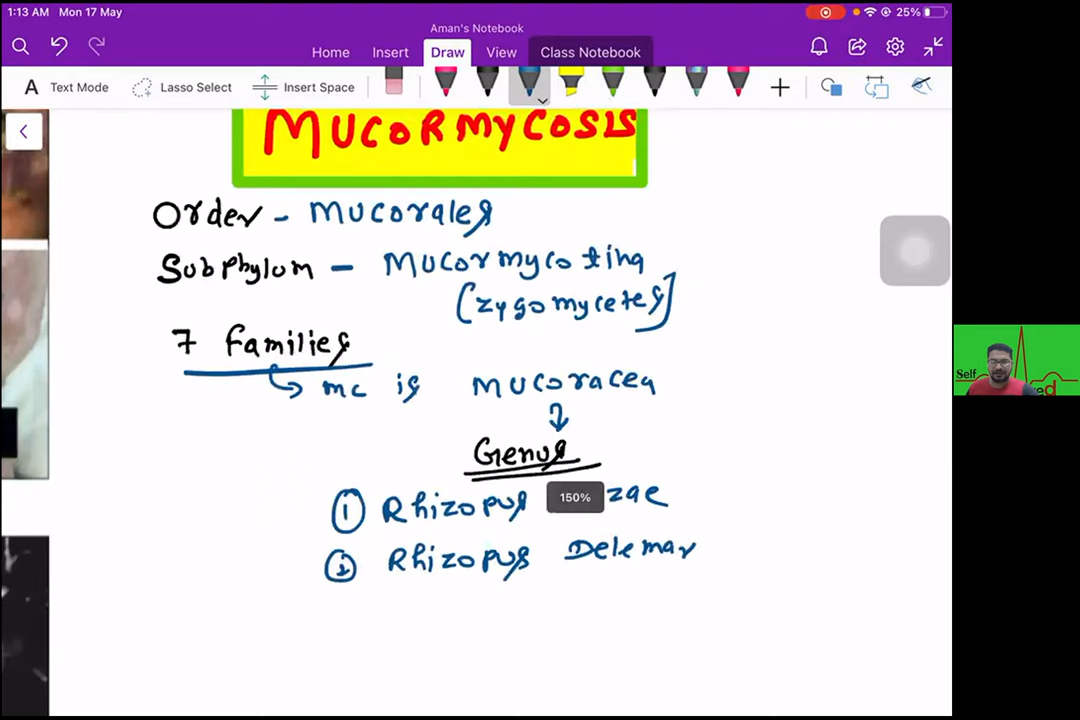 1:13 AM Mon 17 May
25%
Aman's Notebook
Home Insert Draw View Class Notebook
A Text Mode Lasso Select Insert Space
MUCORMYCOSIS
Order - Mucorales
Subphylum - Mucormycotina
(Zygomycetes)
7 families
mc is Mucoracea
Genus
① Rhizopus zae
150%
② Rhizopus Delemar
Self